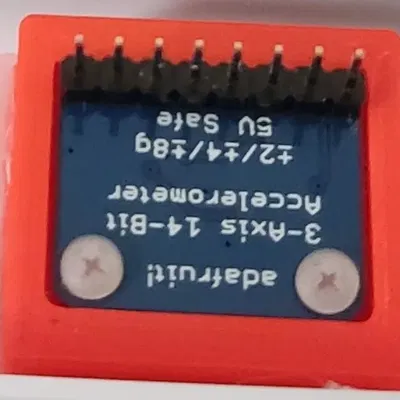 adafruit!
3-Axis 14-Bit
Accelerometer
±2/±4/±8g
5V Safe